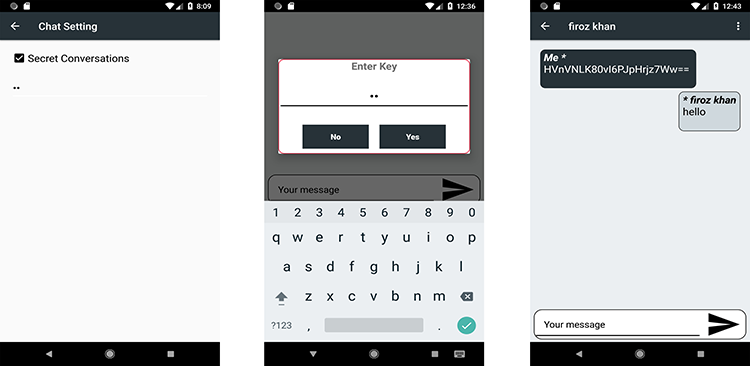 8:09
Chat Setting
Secret Conversations
••
12:36
Enter Key
••
No
Yes
Your message
1 2 3 4 5 6 7 8 9 0
q w e r t y u i o p
a s d f g h j k l
z x c v b n m
?123 , .
12:43
firoz khan
Me *
HVnVNLK80vI6PJpHrjz7Ww==
* firoz khan
hello
Your message